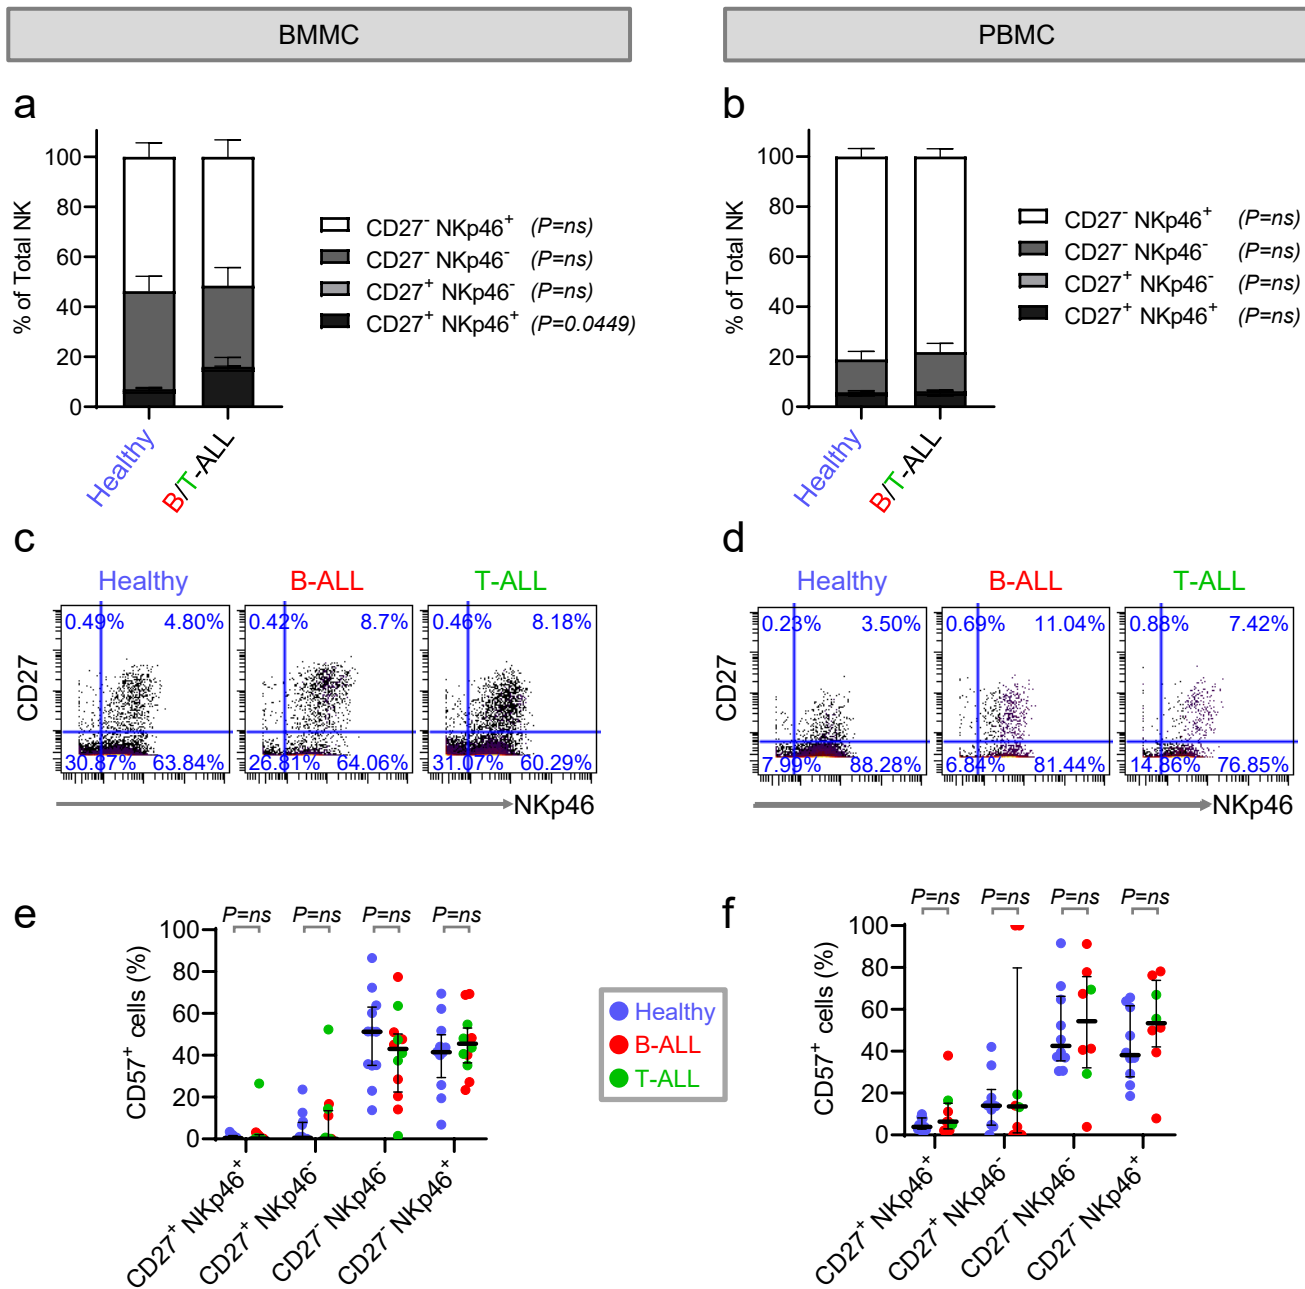 BMMC
PBMC
a
% of Total NK
100
80
60
40
20
0
Healthy
B/T-ALL
CD27⁻ NKp46⁺ (P=ns)
CD27⁻ NKp46⁻ (P=ns)
CD27⁺ NKp46⁻ (P=ns)
CD27⁺ NKp46⁺ (P=0.0449)
b
% of Total NK
100
80
60
40
20
0
Healthy
B/T-ALL
CD27⁻ NKp46⁺ (P=ns)
CD27⁻ NKp46⁻ (P=ns)
CD27⁺ NKp46⁻ (P=ns)
CD27⁺ NKp46⁺ (P=ns)
c
Healthy B-ALL T-ALL
0.49% 4.80% 0.42% 8.7% 0.46% 8.18%
CD27
30.87% 63.84% 26.81% 64.06% 31.07% 60.29%
NKp46
d
Healthy B-ALL T-ALL
0.23% 3.50% 0.69% 11.04% 0.88% 7.42%
CD27
7.99% 88.28% 6.84% 81.44% 14.86% 76.85%
NKp46
e
P=ns P=ns P=ns P=ns
CD57⁺ cells (%)
100
80
60
40
20
0
CD27⁺ NKp46⁺
CD27⁺ NKp46⁻
CD27⁻ NKp46⁻
CD27⁻ NKp46⁺
Healthy
B-ALL
T-ALL
f
P=ns P=ns P=ns P=ns
CD57⁺ cells (%)
100
80
60
40
20
0
CD27⁺ NKp46⁺
CD27⁺ NKp46⁻
CD27⁻ NKp46⁻
CD27⁻ NKp46⁺